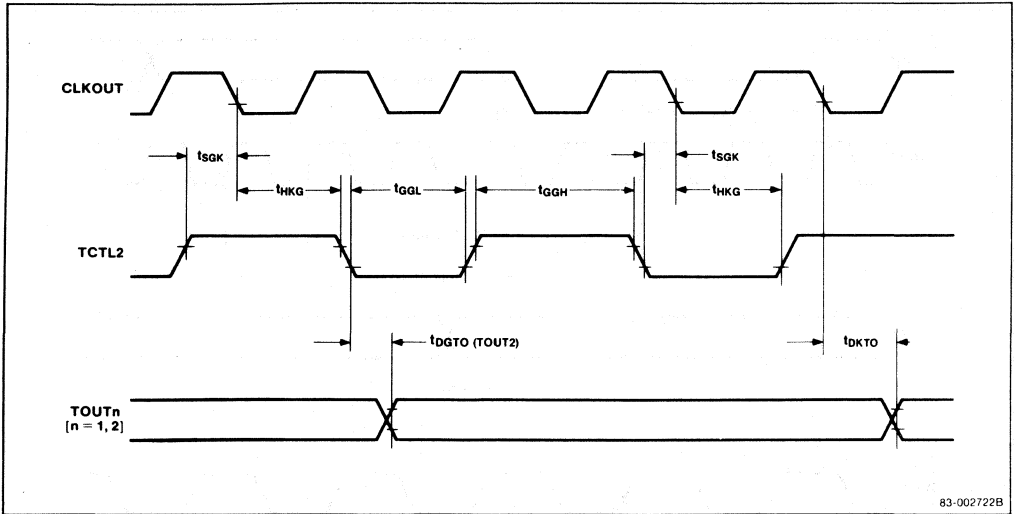 CLKOUT
tSGK
tSGK
tHKG
tGGL
tGGH
tHKG
TCTL2
tDGTO (TOUT2)
tDKTO
TOUTn
[n = 1, 2]
83-002722B